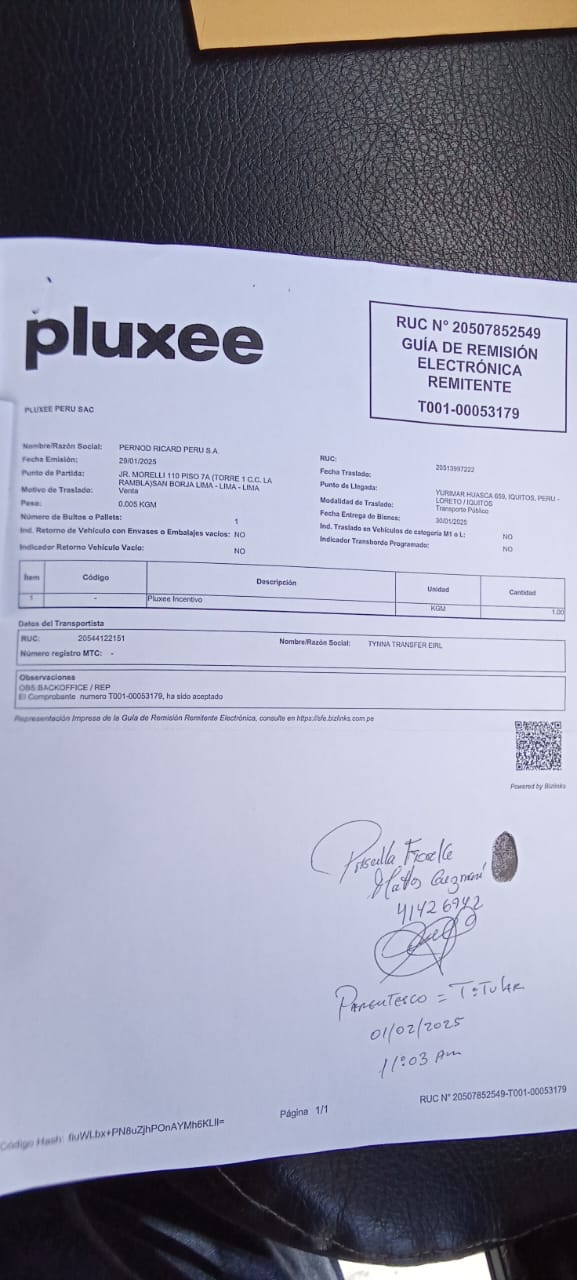 pluxee
RUC N° 20507852549
GUÍA DE REMISIÓN
ELECTRÓNICA
REMITENTE
T001-00053179
PLUXEE PERU SAC
Nombre/Razón Social: PERNOD RICARD PERU S.A.
Fecha Emisión: 29/01/2025
Punto de Partida: JR. MORELLI 110 PISO 7A (TORRE 1 C.C. LA
RAMBLA)SAN BORJA LIMA - LIMA - LIMA
Motivo de Traslado: Venta
Peso: 0.005 KGM
Número de Bultos o Pallets: 1
Ind. Retorno de Vehículo con Envases o Embalajes vacíos: NO
Indicador Retorno Vehículo Vacío: NO
RUC: 20513997222
Fecha Traslado:
Punto de Llegada: YURIMAR HUASCA 659, IQUITOS, PERU -
LORETO / IQUITOS
Modalidad de Traslado: Transporte Público
Fecha Entrega de Bienes: 30/01/2025
Ind. Traslado en Vehículos de categoría M1 o L: NO
Indicador Transbordo Programado: NO
Ítem Código Descripción Unidad Cantidad
1 - Pluxee Incentivo KGM 1.00
Datos del Transportista
RUC: 20544122151 Nombre/Razón Social: TYNNA TRANSFER EIRL
Número registro MTC: -
Observaciones
OBS:BACKOFFICE / REP
El Comprobante numero T001-00053179, ha sido aceptado
Representación Impresa de la Guía de Remisión Remitente Electrónica, consulte en https://sfe.bizlinks.com.pe
Powered by Bizlinks
Priscilla Fiorella
Mattos Guzmán
41426942
PARENTESCO = TITULAR
01/02/2025
11:03 Am
RUC N° 20507852549-T001-00053179
Página 1/1
Código Hash: fiuWLbx+PN8uZjhPOnAYMh6KLII=